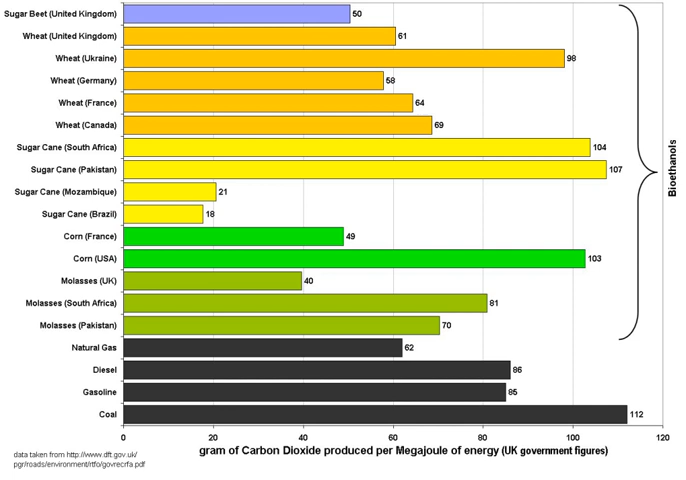 Sugar Beet (United Kingdom) 50
Wheat (United Kingdom) 61
Wheat (Ukraine) 98
Wheat (Germany) 58
Wheat (France) 64
Wheat (Canada) 69
Sugar Cane (South Africa) 104
Sugar Cane (Pakistan) 107
Sugar Cane (Mozambique) 21
Sugar Cane (Brazil) 18
Corn (France) 49
Corn (USA) 103
Molasses (UK) 40
Molasses (South Africa) 81
Molasses (Pakistan) 70
Natural Gas 62
Diesel 86
Gasoline 85
Coal 112
Bioethanols
0 20 40 60 80 100 120
gram of Carbon Dioxide produced per Megajoule of energy (UK government figures)
data taken from http://www.dft.gov.uk/
pgr/roads/environment/rtfo/govrecrfa.pdf